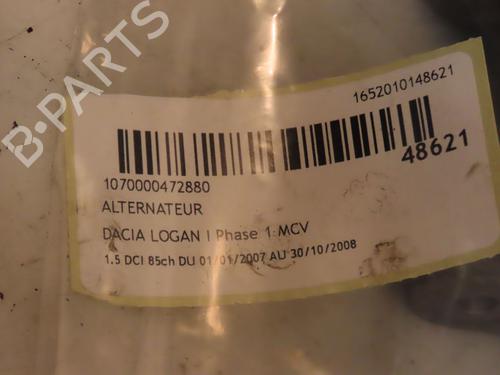 B-PARTS
1652010148621
48621
1070000472880
ALTERNATEUR
DACIA LOGAN I Phase 1 MCV
1.5 DCI 85ch DU 01/01/2007 AU 30/10/2008